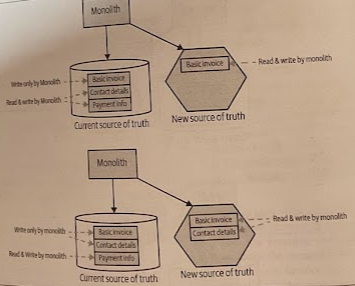 Monolith
Basic invoice
Read & write by monolith
Write only by Monolith
Basic invoice
Contact details
Read & write by Monolith
Payment info
Current source of truth
New source of truth
Monolith
Basic invoice
Contact details
Read & write by monolith
Write only by monolith
Basic invoice
Contact details
Read & Write by monolith
Payment info
Current source of truth
New source of truth